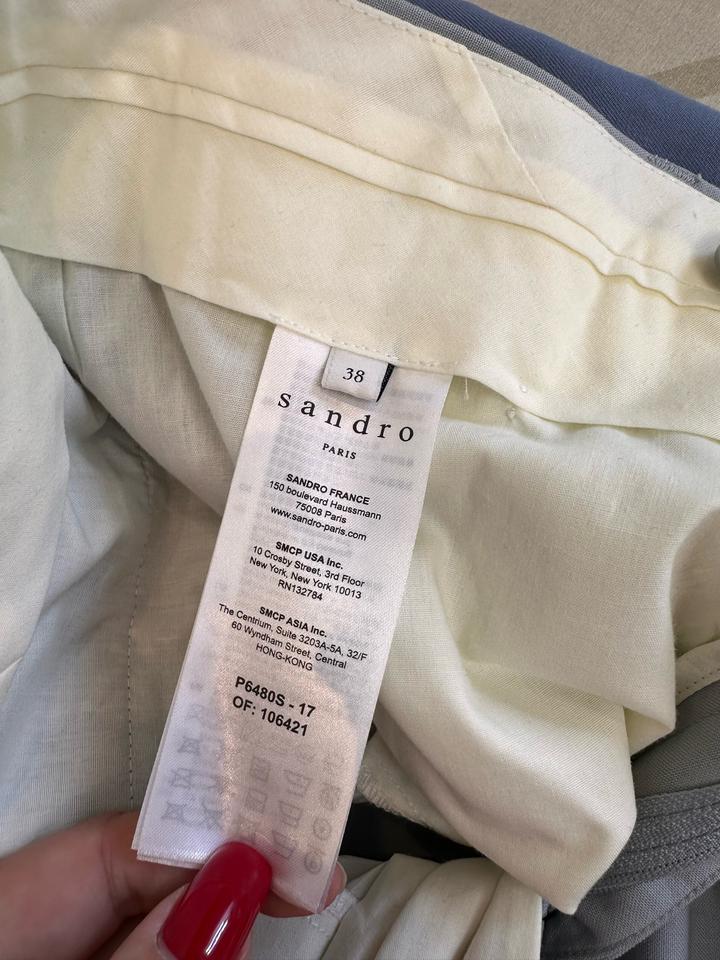 38
sandro
PARIS
SANDRO FRANCE
150 boulevard Haussmann
75008 Paris
www.sandro-paris.com
SMCP USA Inc.
10 Crosby Street, 3rd Floor
New York, New York 10013
RN132784
SMCP ASIA Inc.
The Centrium, Suite 3203A-5A, 32/F
60 Wyndham Street, Central
HONG-KONG
P6480S - 17
OF: 106421